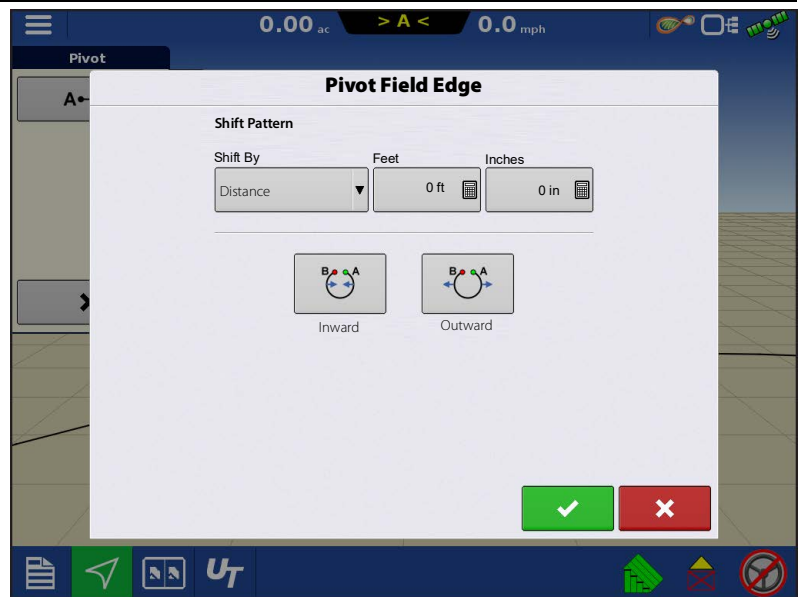 0.00 ac > A < 0.0 mph
Pivot
A
Pivot Field Edge
Shift Pattern
Shift By Feet Inches
Distance 0 ft 0 in
B A B A
Inward Outward
UT